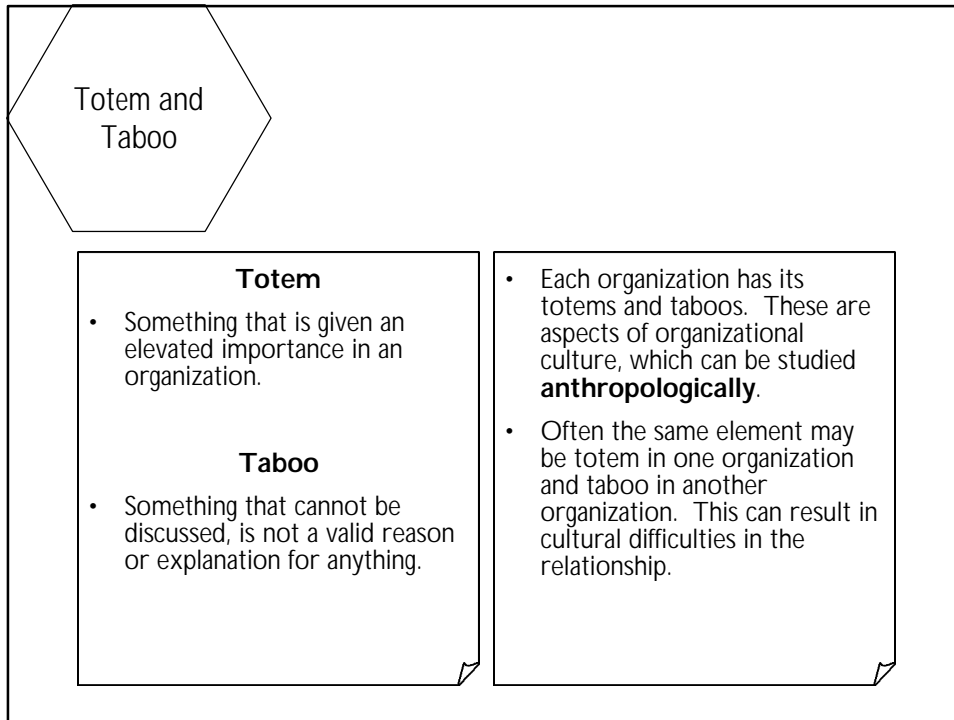 Totem and
Taboo
Totem
• Something that is given an
elevated importance in an
organization.
Taboo
• Something that cannot be
discussed, is not a valid reason
or explanation for anything.
• Each organization has its
totems and taboos. These are
aspects of organizational
culture, which can be studied
anthropologically.
• Often the same element may
be totem in one organization
and taboo in another
organization. This can result in
cultural difficulties in the
relationship.